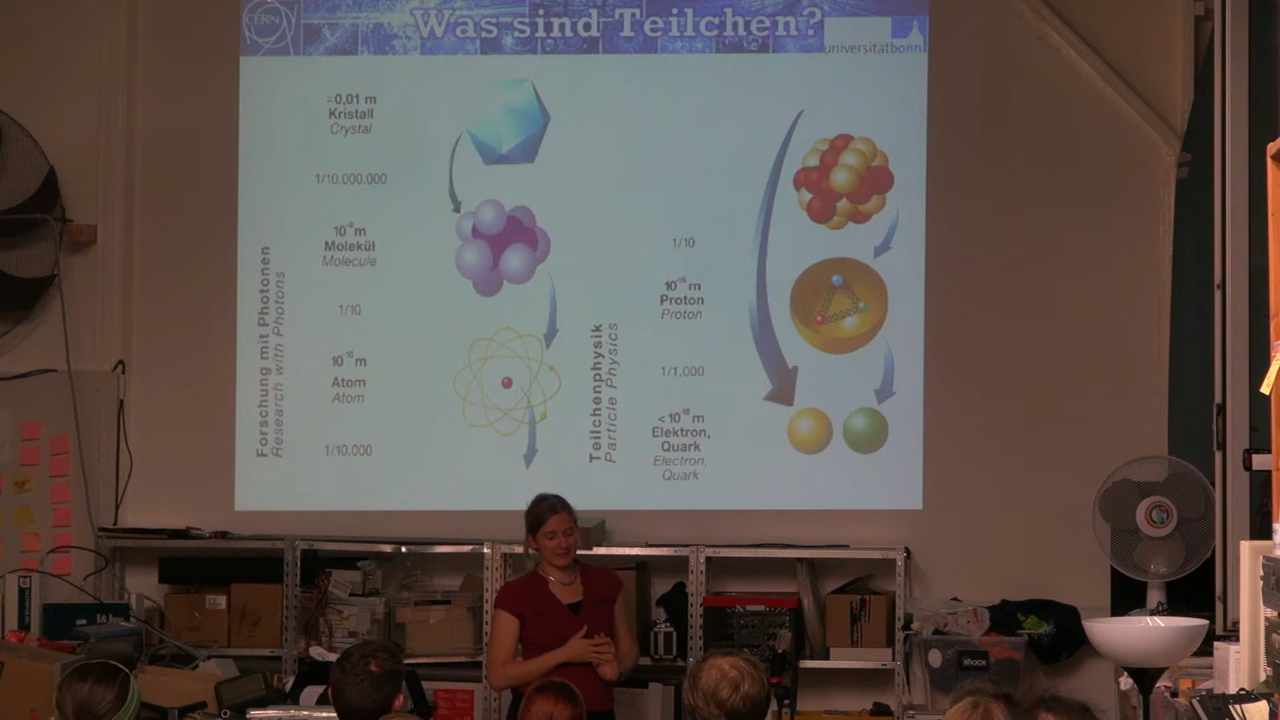 CERN
Was sind Teilchen?
universitätbonn
Forschung mit Photonen
Research with Photons
≈0,01 m
Kristall
Crystal
1/10.000.000
10⁻⁹ m
Molekül
Molecule
1/10
10⁻¹⁰ m
Atom
Atom
1/10.000
Teilchenphysik
Particle Physics
1/10
10⁻¹⁵ m
Proton
Proton
1/1.000
<10⁻¹⁸ m
Elektron,
Quark
Electron,
Quark
shack